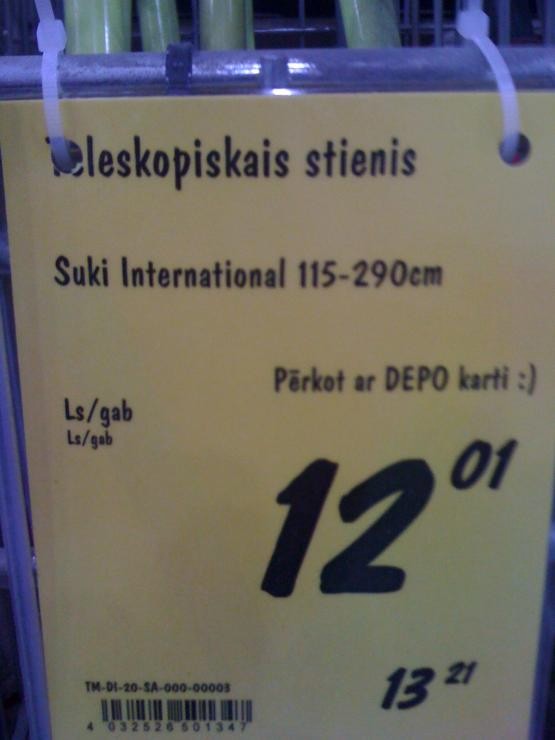 Teleskopiskais stienis
Suki International 115-290cm
Pērkot ar DEPO karti :)
Ls/gab
Ls/gab
12 01
13 21
TM-DI-20-SA-000-00003
4 032526 501347